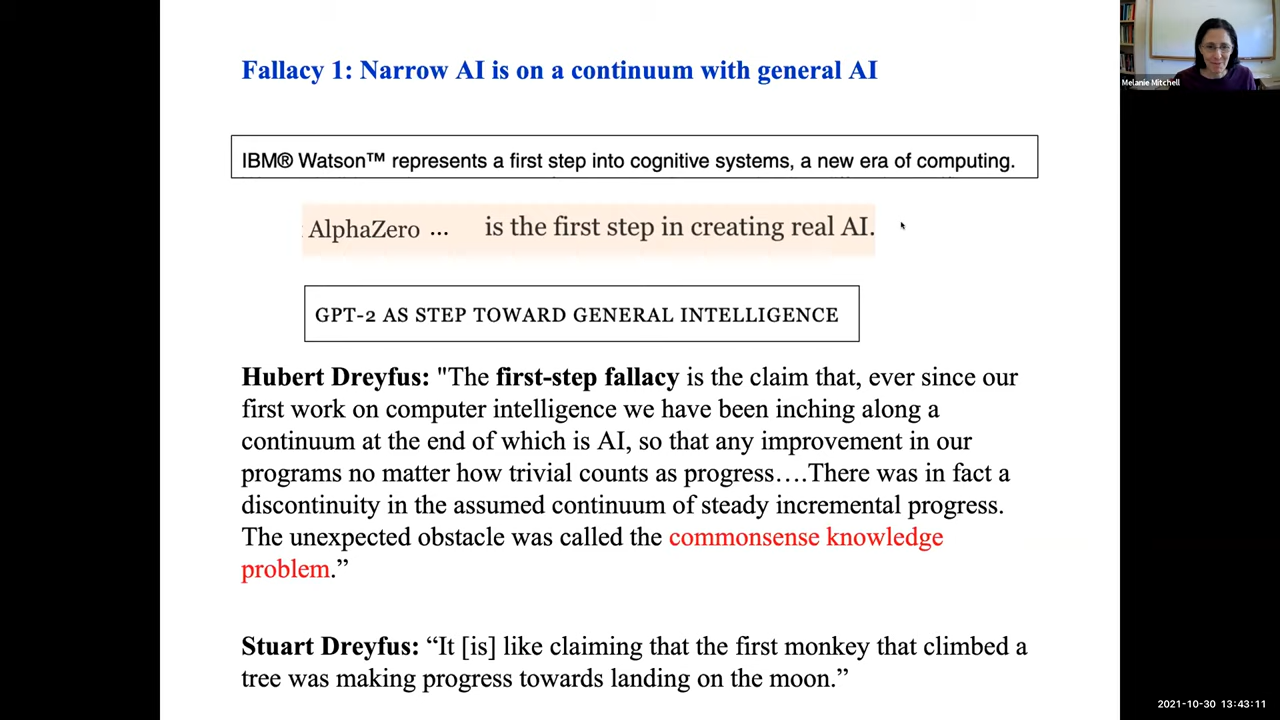 Fallacy 1: Narrow AI is on a continuum with general AI
Melanie Mitchell
IBM® Watson™ represents a first step into cognitive systems, a new era of computing.
AlphaZero ... is the first step in creating real AI.
GPT-2 AS STEP TOWARD GENERAL INTELLIGENCE
Hubert Dreyfus: "The first-step fallacy is the claim that, ever since our
first work on computer intelligence we have been inching along a
continuum at the end of which is AI, so that any improvement in our
programs no matter how trivial counts as progress….There was in fact a
discontinuity in the assumed continuum of steady incremental progress.
The unexpected obstacle was called the commonsense knowledge
problem.”
Stuart Dreyfus: “It [is] like claiming that the first monkey that climbed a
tree was making progress towards landing on the moon.”
2021-10-30 13:43:11